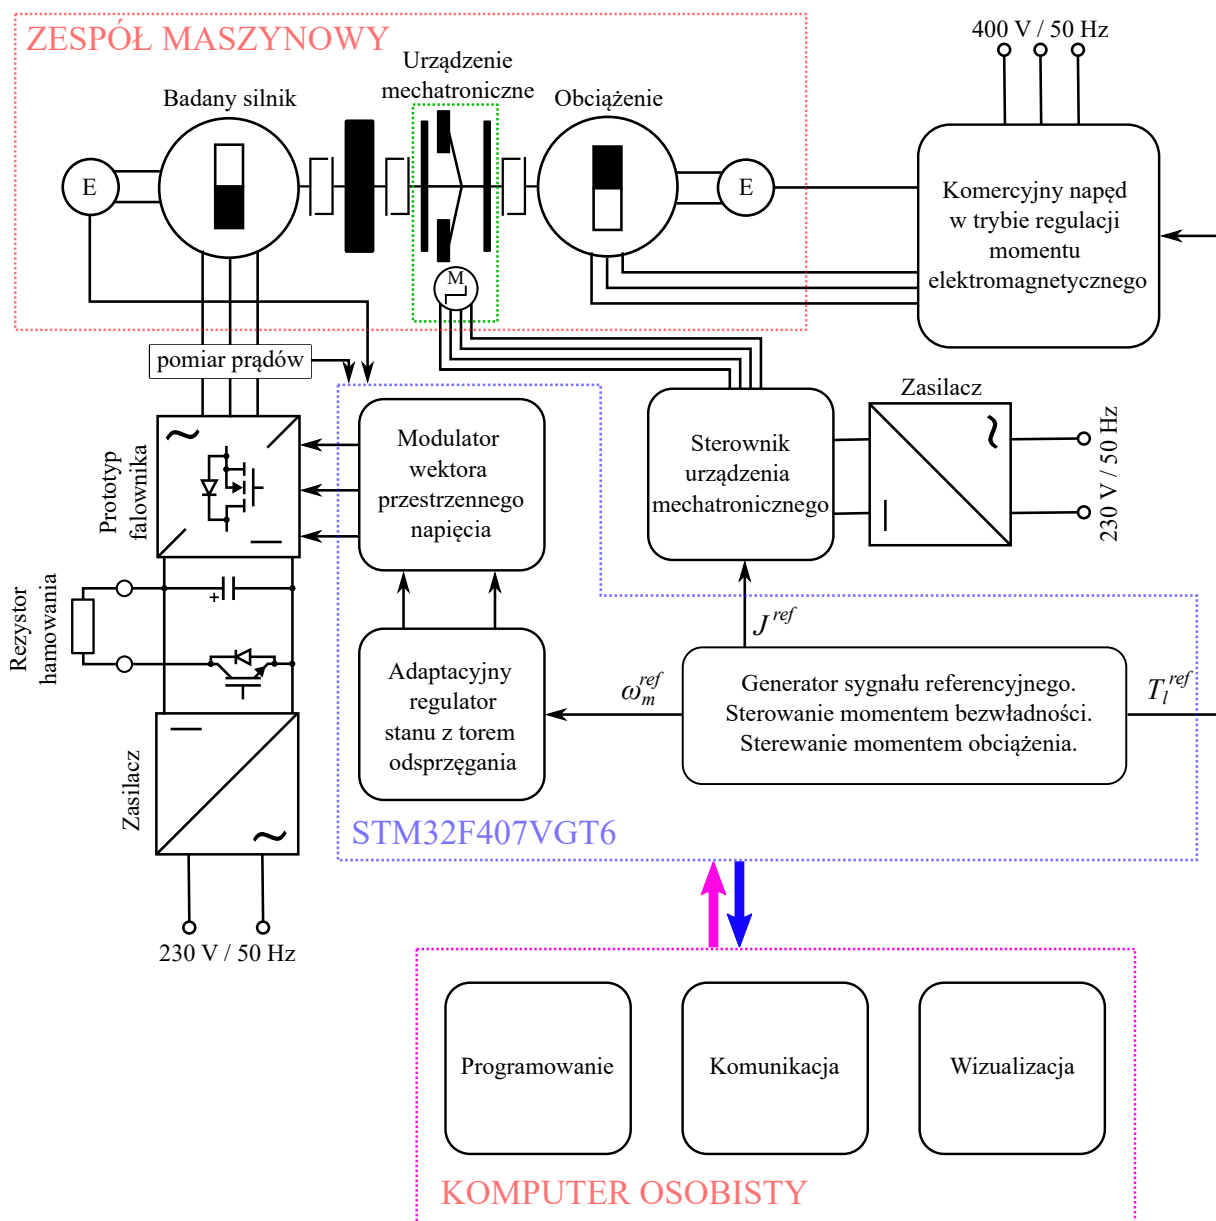 ZESPÓŁ MASZYNOWY
Urządzenie
mechatroniczne
Badany silnik
Obciążenie
400 V / 50 Hz
E
E
M
Komercyjny napęd
w trybie regulacji
momentu
elektromagnetycznego
pomiar prądów
Prototyp
falownika
Modulator
wektora
przestrzennego
napięcia
Sterownik
urządzenia
mechatronicznego
Zasilacz
230 V / 50 Hz
Rezystor
hamowania
+
J^ref
Adaptacyjny
regulator
stanu z torem
odsprzęgania
ω_m^ref
Generator sygnału referencyjnego.
Sterowanie momentem bezwładności.
Sterewanie momentem obciążenia.
T_l^ref
Zasilacz
STM32F407VGT6
230 V / 50 Hz
Programowanie
Komunikacja
Wizualizacja
KOMPUTER OSOBISTY